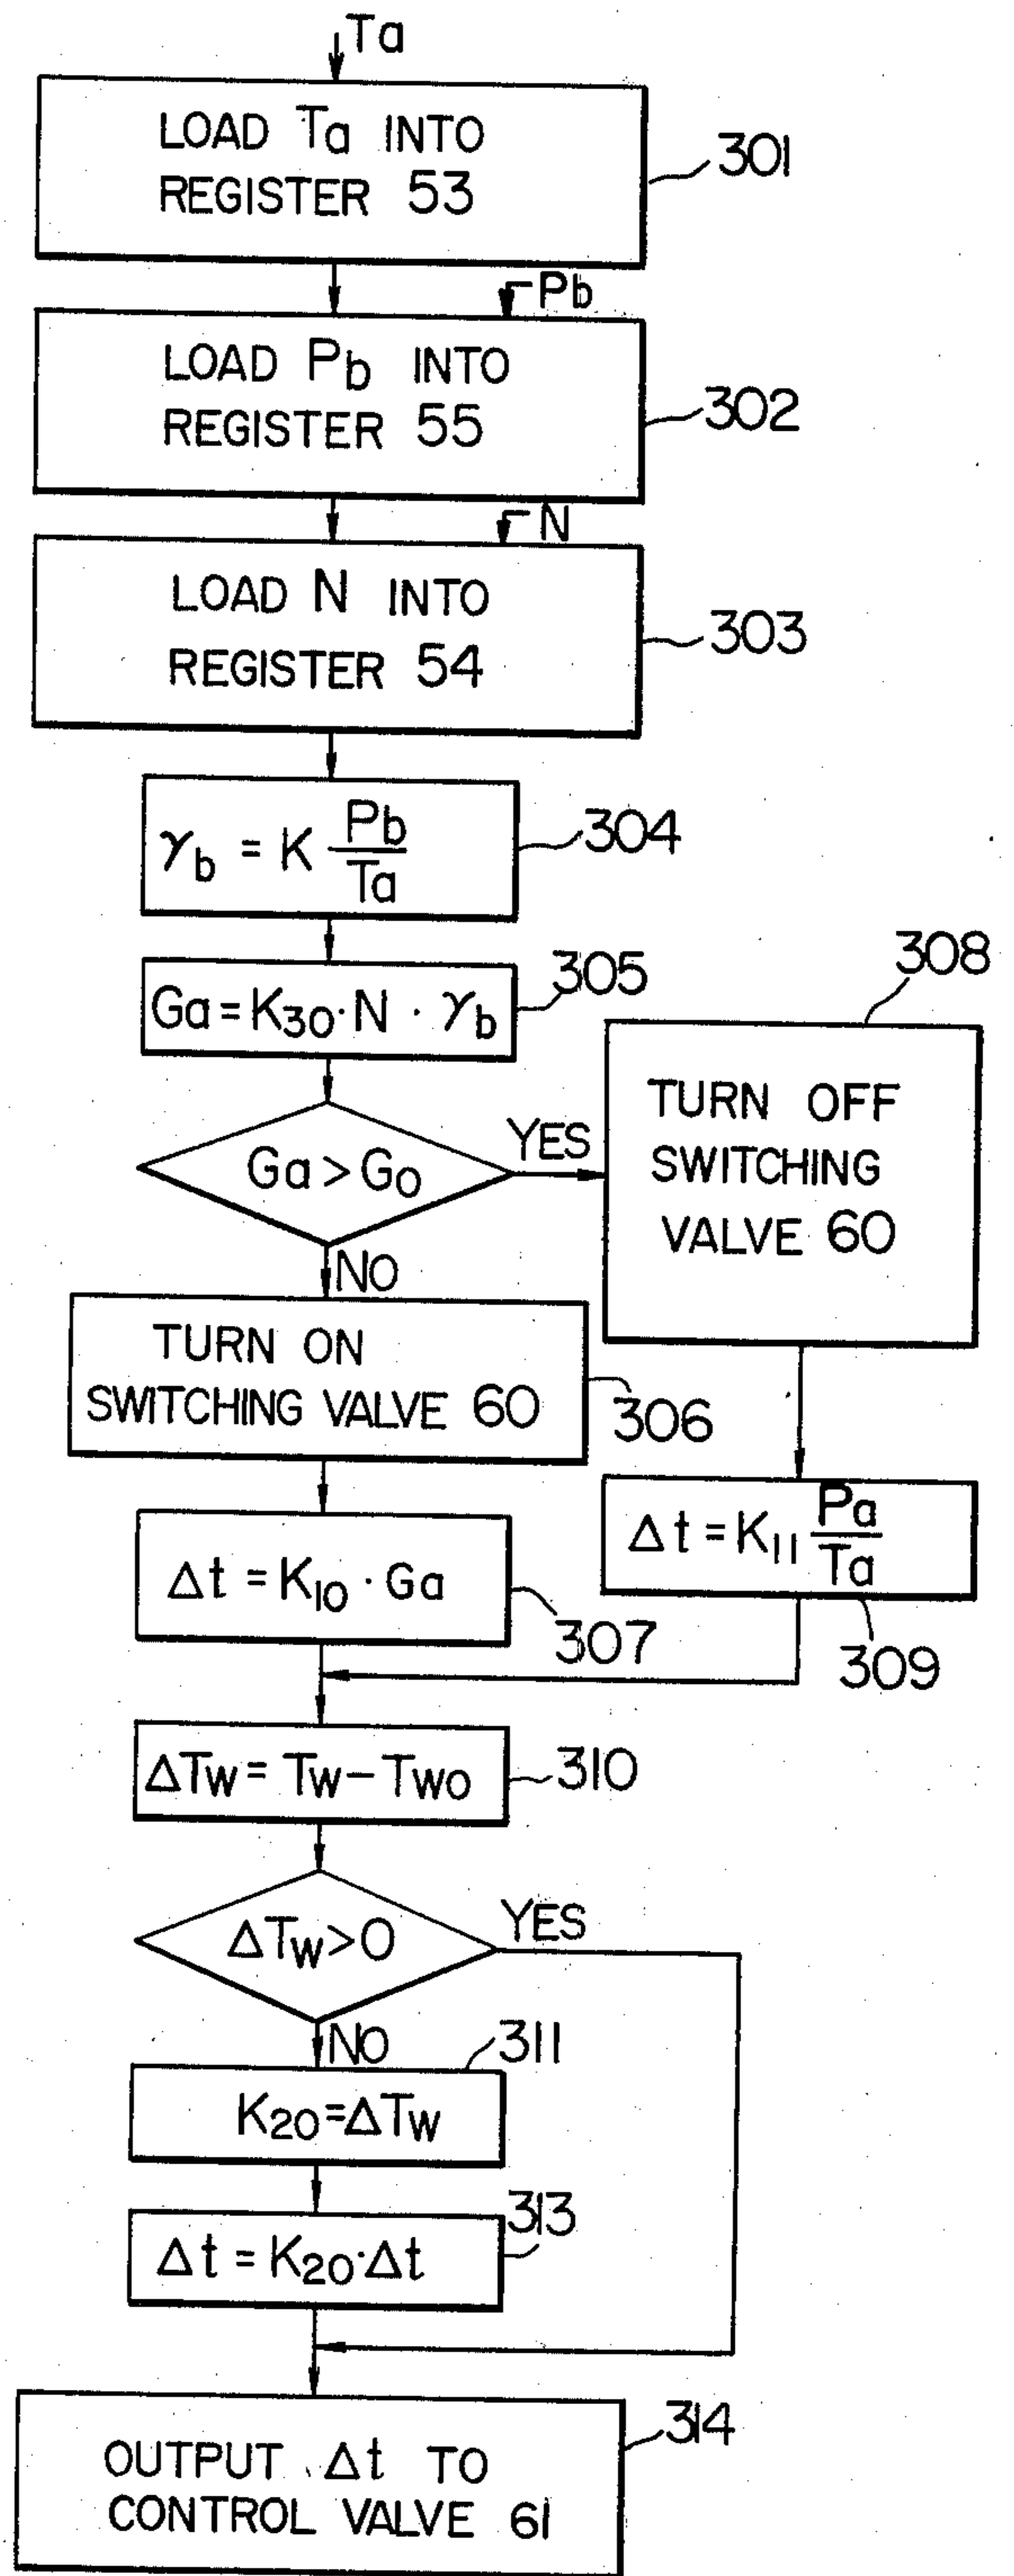 Ta
LOAD Ta INTO
REGISTER 53
301
Pb
LOAD Pb INTO
REGISTER 55
302
N
LOAD N INTO
REGISTER 54
303
γb = K Pb/Ta
304
Ga = K30 · N · γb
305
Ga > G0
YES
308
TURN OFF
SWITCHING
VALVE 60
NO
TURN ON
SWITCHING VALVE 60
306
Δt = K10 · Ga
307
Δt = K11 Pa/Ta
309
ΔTw = Tw – Tw0
310
ΔTw > 0
YES
NO
311
K20 = ΔTw
313
Δt = K20 · Δt
314
OUTPUT Δt TO
CONTROL VALVE 61